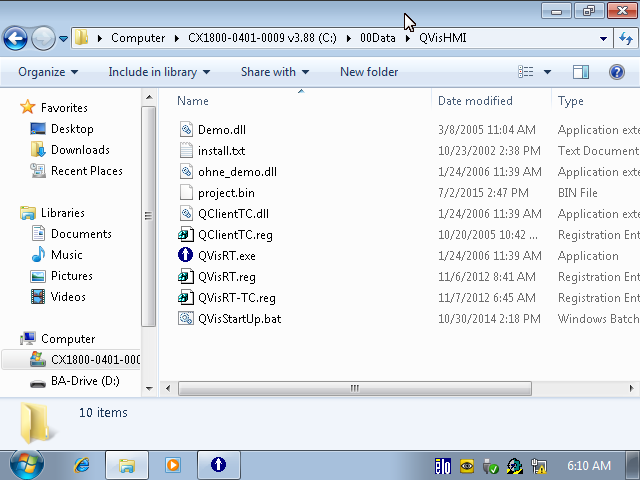 Computer ▸ CX1800-0401-0009 v3.88 (C:) ▸ 00Data ▸ QVisHMI
Organize Include in library Share with New folder
Favorites
Desktop
Downloads
Recent Places
Libraries
Documents
Music
Pictures
Videos
Computer
CX1800-0401-000
BA-Drive (D:)
Name Date modified Type
Demo.dll 3/8/2005 11:04 AM Application exte
install.txt 10/23/2002 2:38 PM Text Document
ohne_demo.dll 1/24/2006 11:39 AM Application exte
project.bin 7/2/2015 2:47 PM BIN File
QClientTC.dll 1/24/2006 11:39 AM Application exte
QClientTC.reg 10/20/2005 10:42 ... Registration Ent
QVisRT.exe 1/24/2006 11:39 AM Application
QVisRT.reg 11/6/2012 8:41 AM Registration Ent
QVisRT-TC.reg 11/7/2012 6:45 AM Registration Ent
QVisStartUp.bat 10/30/2014 2:18 PM Windows Batch
10 items
elo
6:10 AM